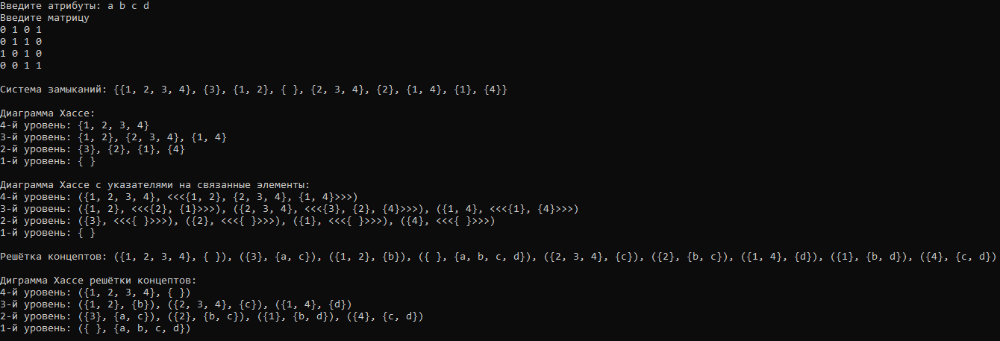 Введите атрибуты: a b c d
Введите матрицу
0 1 0 1
0 1 1 0
1 0 1 0
0 0 1 1
Система замыканий: {{1, 2, 3, 4}, {3}, {1, 2}, { }, {2, 3, 4}, {2}, {1, 4}, {1}, {4}}
Диаграмма Хассе:
4-й уровень: {1, 2, 3, 4}
3-й уровень: {1, 2}, {2, 3, 4}, {1, 4}
2-й уровень: {3}, {2}, {1}, {4}
1-й уровень: { }
Диаграмма Хассе с указателями на связанные элементы:
4-й уровень: ({1, 2, 3, 4}, <<<{1, 2}, {2, 3, 4}, {1, 4}>>>)
3-й уровень: ({1, 2}, <<<{2}, {1}>>>), ({2, 3, 4}, <<<{3}, {2}, {4}>>>), ({1, 4}, <<<{1}, {4}>>>)
2-й уровень: ({3}, <<<{ }>>>), ({2}, <<<{ }>>>), ({1}, <<<{ }>>>), ({4}, <<<{ }>>>)
1-й уровень: { }
Решётка концептов: ({1, 2, 3, 4}, { }), ({3}, {a, c}), ({1, 2}, {b}), ({ }, {a, b, c, d}), ({2, 3, 4}, {c}), ({2}, {b, c}), ({1, 4}, {d}), ({1}, {b, d}), ({4}, {c, d})
Диграмма Хассе решётки концептов:
4-й уровень: ({1, 2, 3, 4}, { })
3-й уровень: ({1, 2}, {b}), ({2, 3, 4}, {c}), ({1, 4}, {d})
2-й уровень: ({3}, {a, c}), ({2}, {b, c}), ({1}, {b, d}), ({4}, {c, d})
1-й уровень: ({ }, {a, b, c, d})